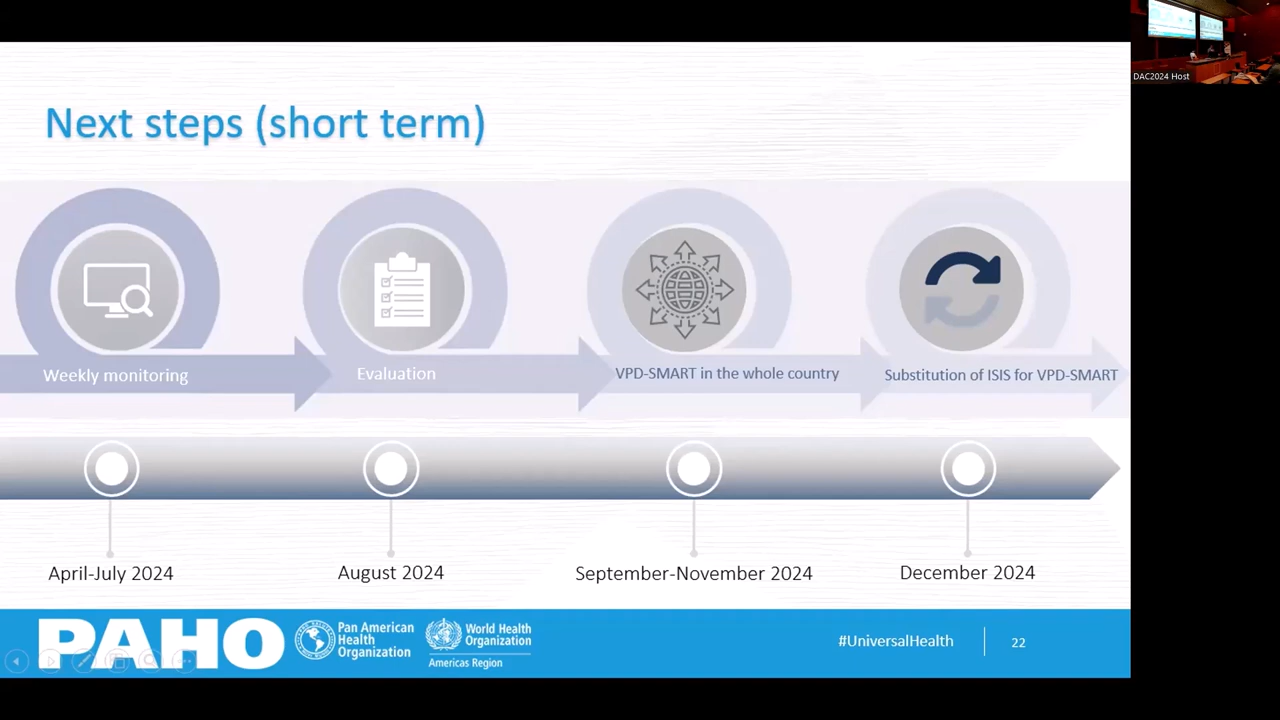 DAC2024 Host
Next steps (short term)
Weekly monitoring
Evaluation
VPD-SMART in the whole country
Substitution of ISIS for VPD-SMART
April-July 2024
August 2024
September-November 2024
December 2024
PAHO
Pan American
Health
Organization
World Health
Organization
Americas Region
#UniversalHealth
22